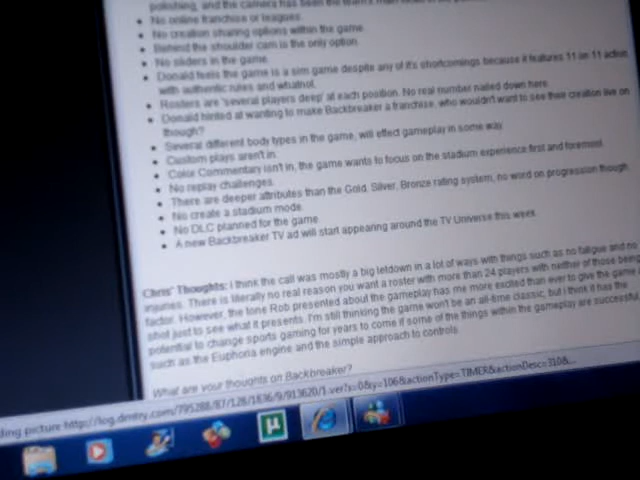 polishing, and the camera has been the team's main
No online franchise or leagues.
No creation sharing options within the game.
Behind the shoulder cam is the only option.
No sliders in the game.
Donald feels the game is a sim game despite any of it's shortcomings because it features 11 on 11 action
with authentic rules and whatnot.
Rosters are 'several players deep' at each position. No real number nailed down here.
Donald hinted at wanting to make Backbreaker a franchise, who wouldn't want to see their creation live on
though?
Several different body types in the game, will effect gameplay in some way.
Custom plays aren't in.
Color Commentary isn't in, the game wants to focus on the stadium experience first and foremost.
No replay challenges.
There are deeper attributes than the Gold, Silver, Bronze rating system, no word on progression though.
No create a stadium mode.
No DLC planned for the game.
A new Backbreaker TV ad will start appearing around the TV Universe this week.
Chris' Thoughts: I think the call was mostly a big letdown in a lot of ways with things such as no fatigue and no
injuries. There is literally no real reason you want a roster with more than 24 players with neither of those being
factor. However, the tone Rob presented about the gameplay has me more excited than ever to give the game
shot just to see what it presents. I'm still thinking the game won't be an all-time classic, but I think it has the
potential to change sports gaming for years to come if some of the things within the gameplay are successful
such as the Euphoria engine and the simple approach to controls.
What are your thoughts on Backbreaker?
ding picture http://log.dmtry.com/795288/87/128/1836/9/913620/1.ver?x=0&y=106&actionType=TIMER&actionDesc=310&...
µ